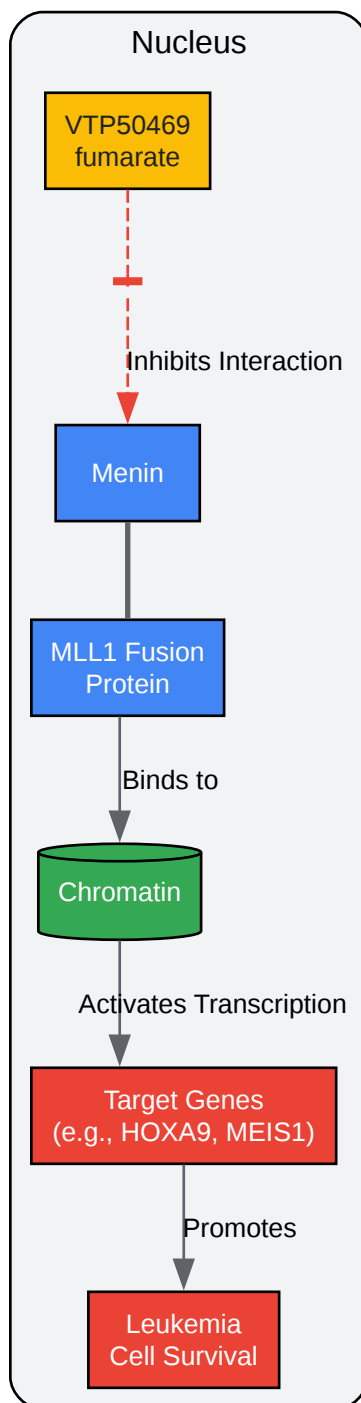 Nucleus
VTP50469
fumarate
Inhibits Interaction
Menin
MLL1 Fusion
Protein
Binds to
Chromatin
Activates Transcription
Target Genes
(e.g., HOXA9, MEIS1)
Promotes
Leukemia
Cell Survival